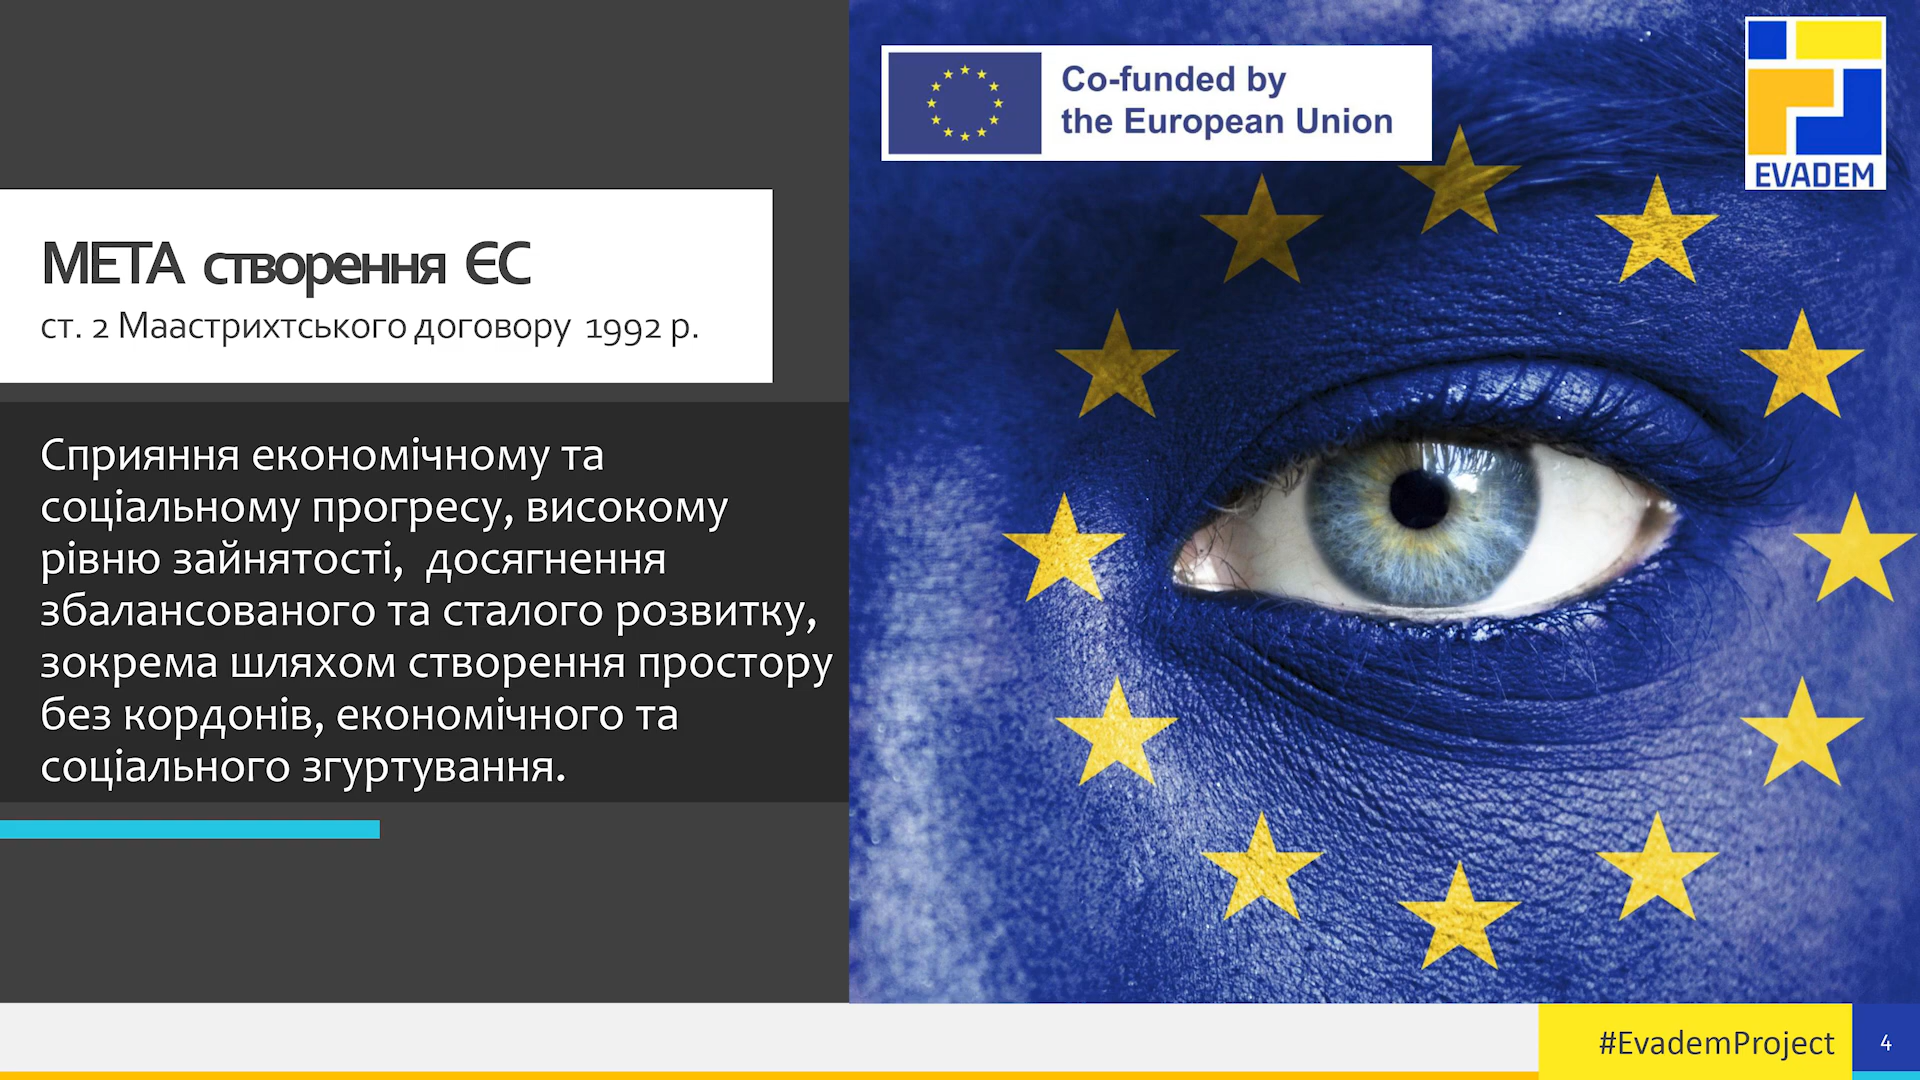 Co-funded by
the European Union
EVADEM
МЕТА створення ЄС
ст. 2 Маастрихтського договору 1992 р.
Сприяння економічному та
соціальному прогресу, високому
рівню зайнятості, досягнення
збалансованого та сталого розвитку,
зокрема шляхом створення простору
без кордонів, економічного та
соціального згуртування.
#EvademProject
4